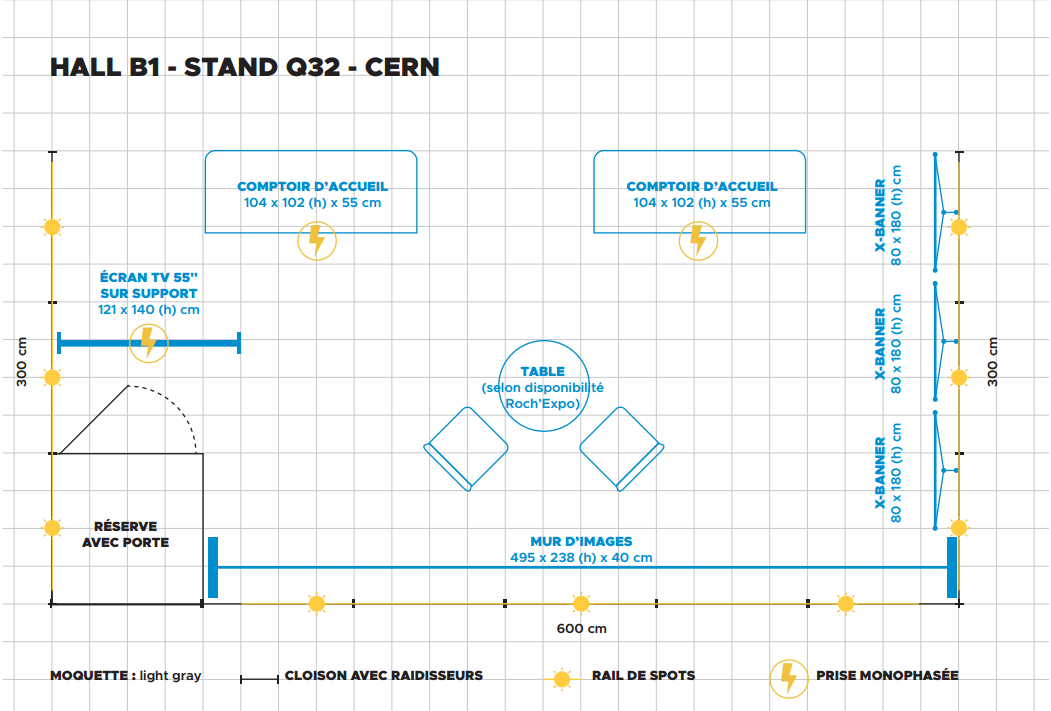 HALL B1 - STAND Q32 - CERN
COMPTOIR D'ACCUEIL
104 x 102 (h) x 55 cm
COMPTOIR D'ACCUEIL
104 x 102 (h) x 55 cm
X-BANNER
80 x 180 (h) cm
ÉCRAN TV 55"
SUR SUPPORT
121 x 140 (h) cm
300 cm
TABLE
(selon disponibilité
Roch'Expo)
X-BANNER
80 x 180 (h) cm
300 cm
X-BANNER
80 x 180 (h) cm
RÉSERVE
AVEC PORTE
MUR D'IMAGES
495 x 238 (h) x 40 cm
600 cm
MOQUETTE : light gray
CLOISON AVEC RAIDISSEURS
RAIL DE SPOTS
PRISE MONOPHASÉE